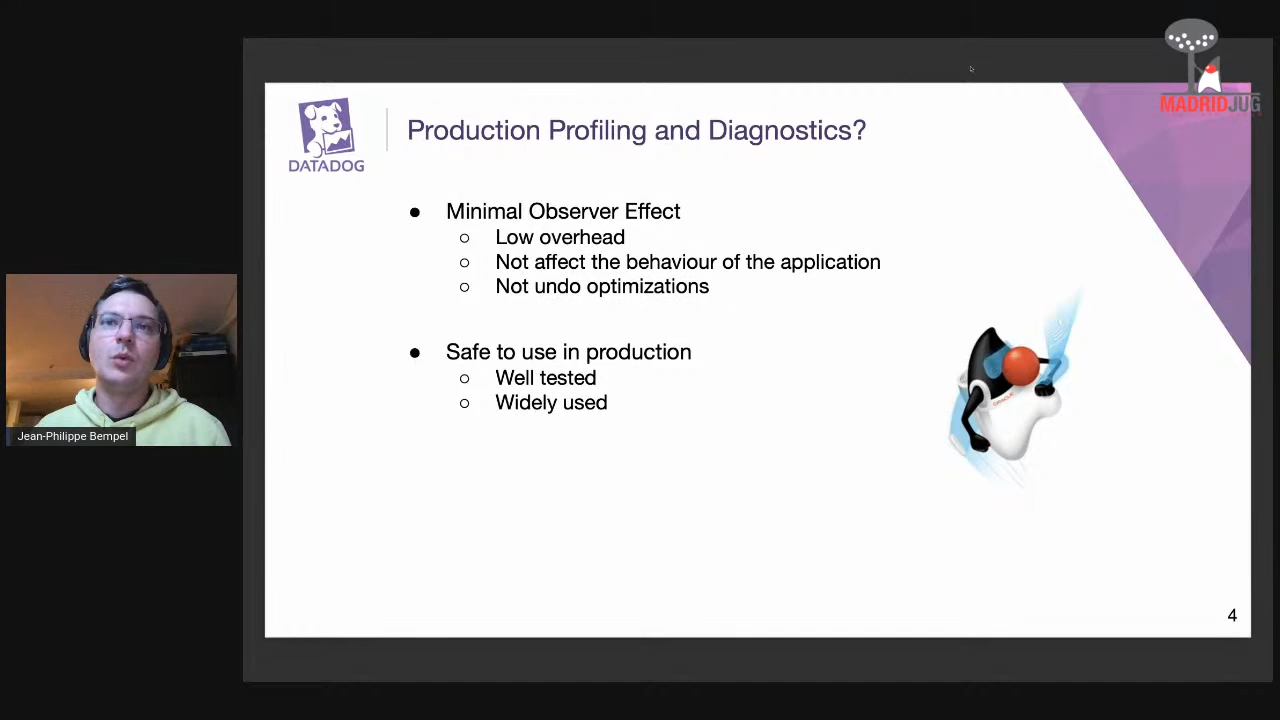 MADRIDJUG
DATADOG
Production Profiling and Diagnostics?
● Minimal Observer Effect
○ Low overhead
○ Not affect the behaviour of the application
○ Not undo optimizations
● Safe to use in production
○ Well tested
○ Widely used
ORACLE
Jean-Philippe Bempel
4